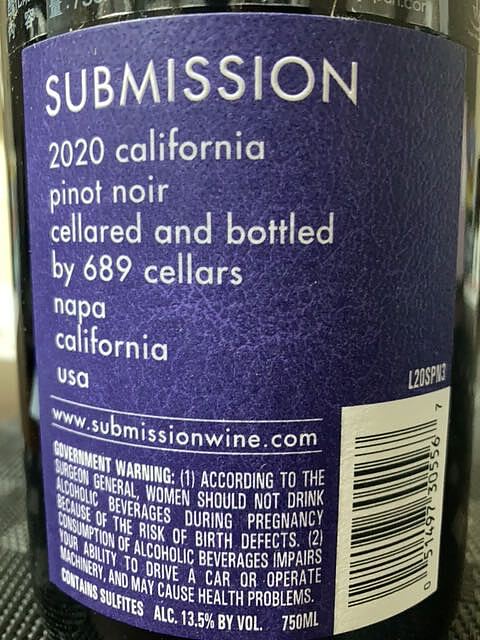 SUBMISSION
2020 california
pinot noir
cellared and bottled
by 689 cellars
napa
california
usa
L20SPN3
www.submissionwine.com
GOVERNMENT WARNING: (1) ACCORDING TO THE
SURGEON GENERAL, WOMEN SHOULD NOT DRINK
ALCOHOLIC BEVERAGES DURING PREGNANCY
BECAUSE OF THE RISK OF BIRTH DEFECTS. (2)
CONSUMPTION OF ALCOHOLIC BEVERAGES IMPAIRS
YOUR ABILITY TO DRIVE A CAR OR OPERATE
MACHINERY, AND MAY CAUSE HEALTH PROBLEMS.
CONTAINS SULFITES ALC. 13.5% BY VOL. 750ML
0 51497 30556 7